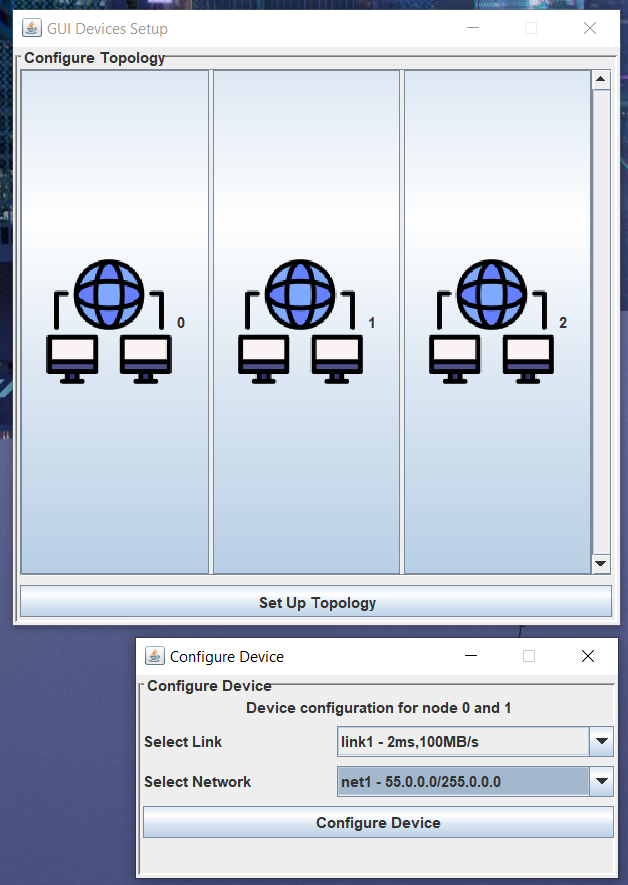 GUI Devices Setup
Configure Topology
0
1
2
Set Up Topology
Configure Device
Configure Device
Device configuration for node 0 and 1
Select Link
link1 - 2ms,100MB/s
Select Network
net1 - 55.0.0.0/255.0.0.0
Configure Device